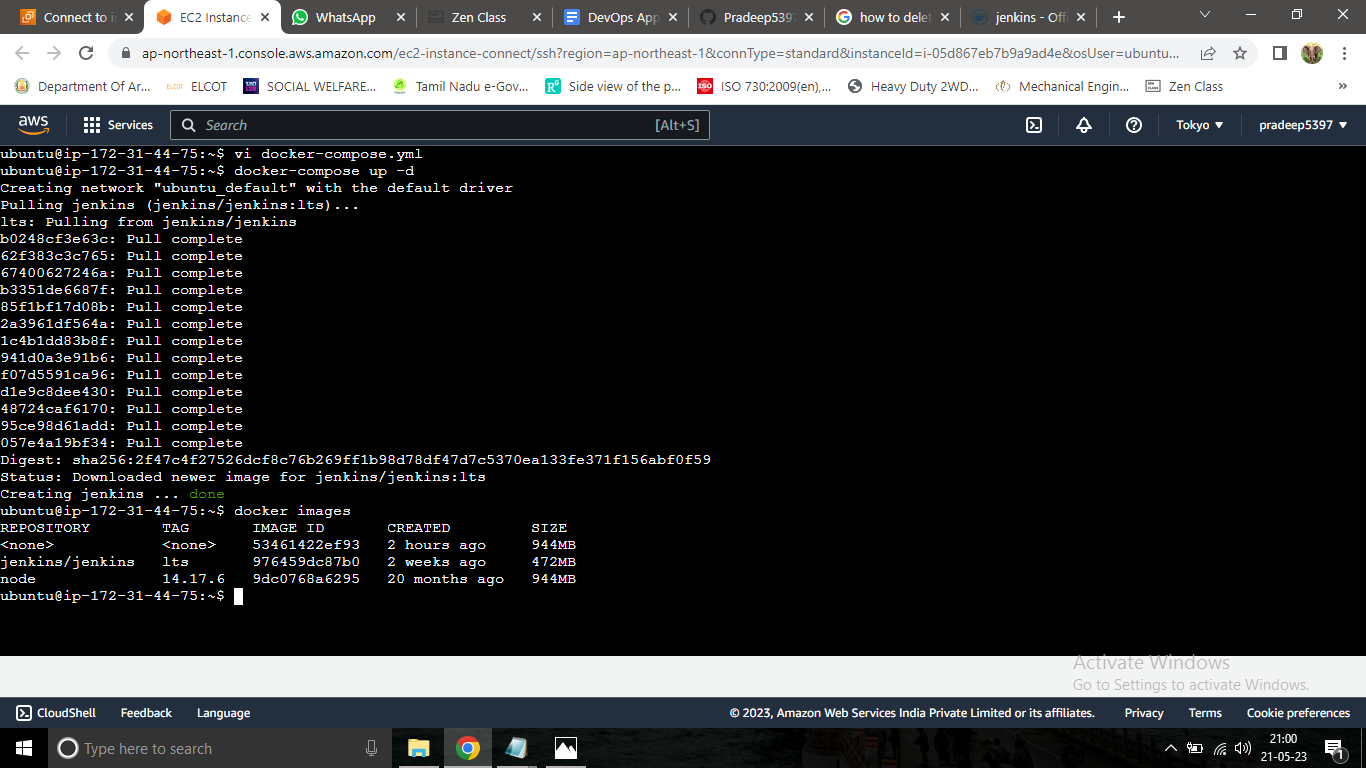 Connect to i
EC2 Instance
WhatsApp
Zen Class
DevOps App
Pradeep539
how to delet
jenkins - Offi
ap-northeast-1.console.aws.amazon.com/ec2-instance-connect/ssh?region=ap-northeast-1&connType=standard&instanceId=i-05d867eb7b9a9ad4e&osUser=ubuntu...
Department Of Ar...
ELCOT
SOCIAL WELFARE...
Tamil Nadu e-Gov...
Side view of the p...
ISO 730:2009(en),...
Heavy Duty 2WD...
Mechanical Engin...
Zen Class
aws
Services
Search
[Alt+S]
Tokyo
pradeep5397
ubuntu@ip-172-31-44-75:~$ vi docker-compose.yml
ubuntu@ip-172-31-44-75:~$ docker-compose up -d
Creating network "ubuntu_default" with the default driver
Pulling jenkins (jenkins/jenkins:lts)...
lts: Pulling from jenkins/jenkins
b0248cf3e63c: Pull complete
62f383c3c765: Pull complete
67400627246a: Pull complete
b3351de6687f: Pull complete
85f1bf17d08b: Pull complete
2a3961df564a: Pull complete
1c4b1dd83b8f: Pull complete
941d0a3e91b6: Pull complete
f07d5591ca96: Pull complete
d1e9c8dee430: Pull complete
48724caf6170: Pull complete
95ce98d61add: Pull complete
057e4a19bf34: Pull complete
Digest: sha256:2f47c4f27526dcf8c76b269ff1b98d78df47d7c5370ea133fe371f156abf0f59
Status: Downloaded newer image for jenkins/jenkins:lts
Creating jenkins ... done
ubuntu@ip-172-31-44-75:~$ docker images
REPOSITORY TAG IMAGE ID CREATED SIZE
<none> <none> 53461422ef93 2 hours ago 944MB
jenkins/jenkins lts 976459dc87b0 2 weeks ago 472MB
node 14.17.6 9dc0768a6295 20 months ago 944MB
ubuntu@ip-172-31-44-75:~$
Activate Windows
Go to Settings to activate Windows.
CloudShell
Feedback
Language
© 2023, Amazon Web Services India Private Limited or its affiliates.
Privacy
Terms
Cookie preferences
Type here to search
21:00
21-05-23
1